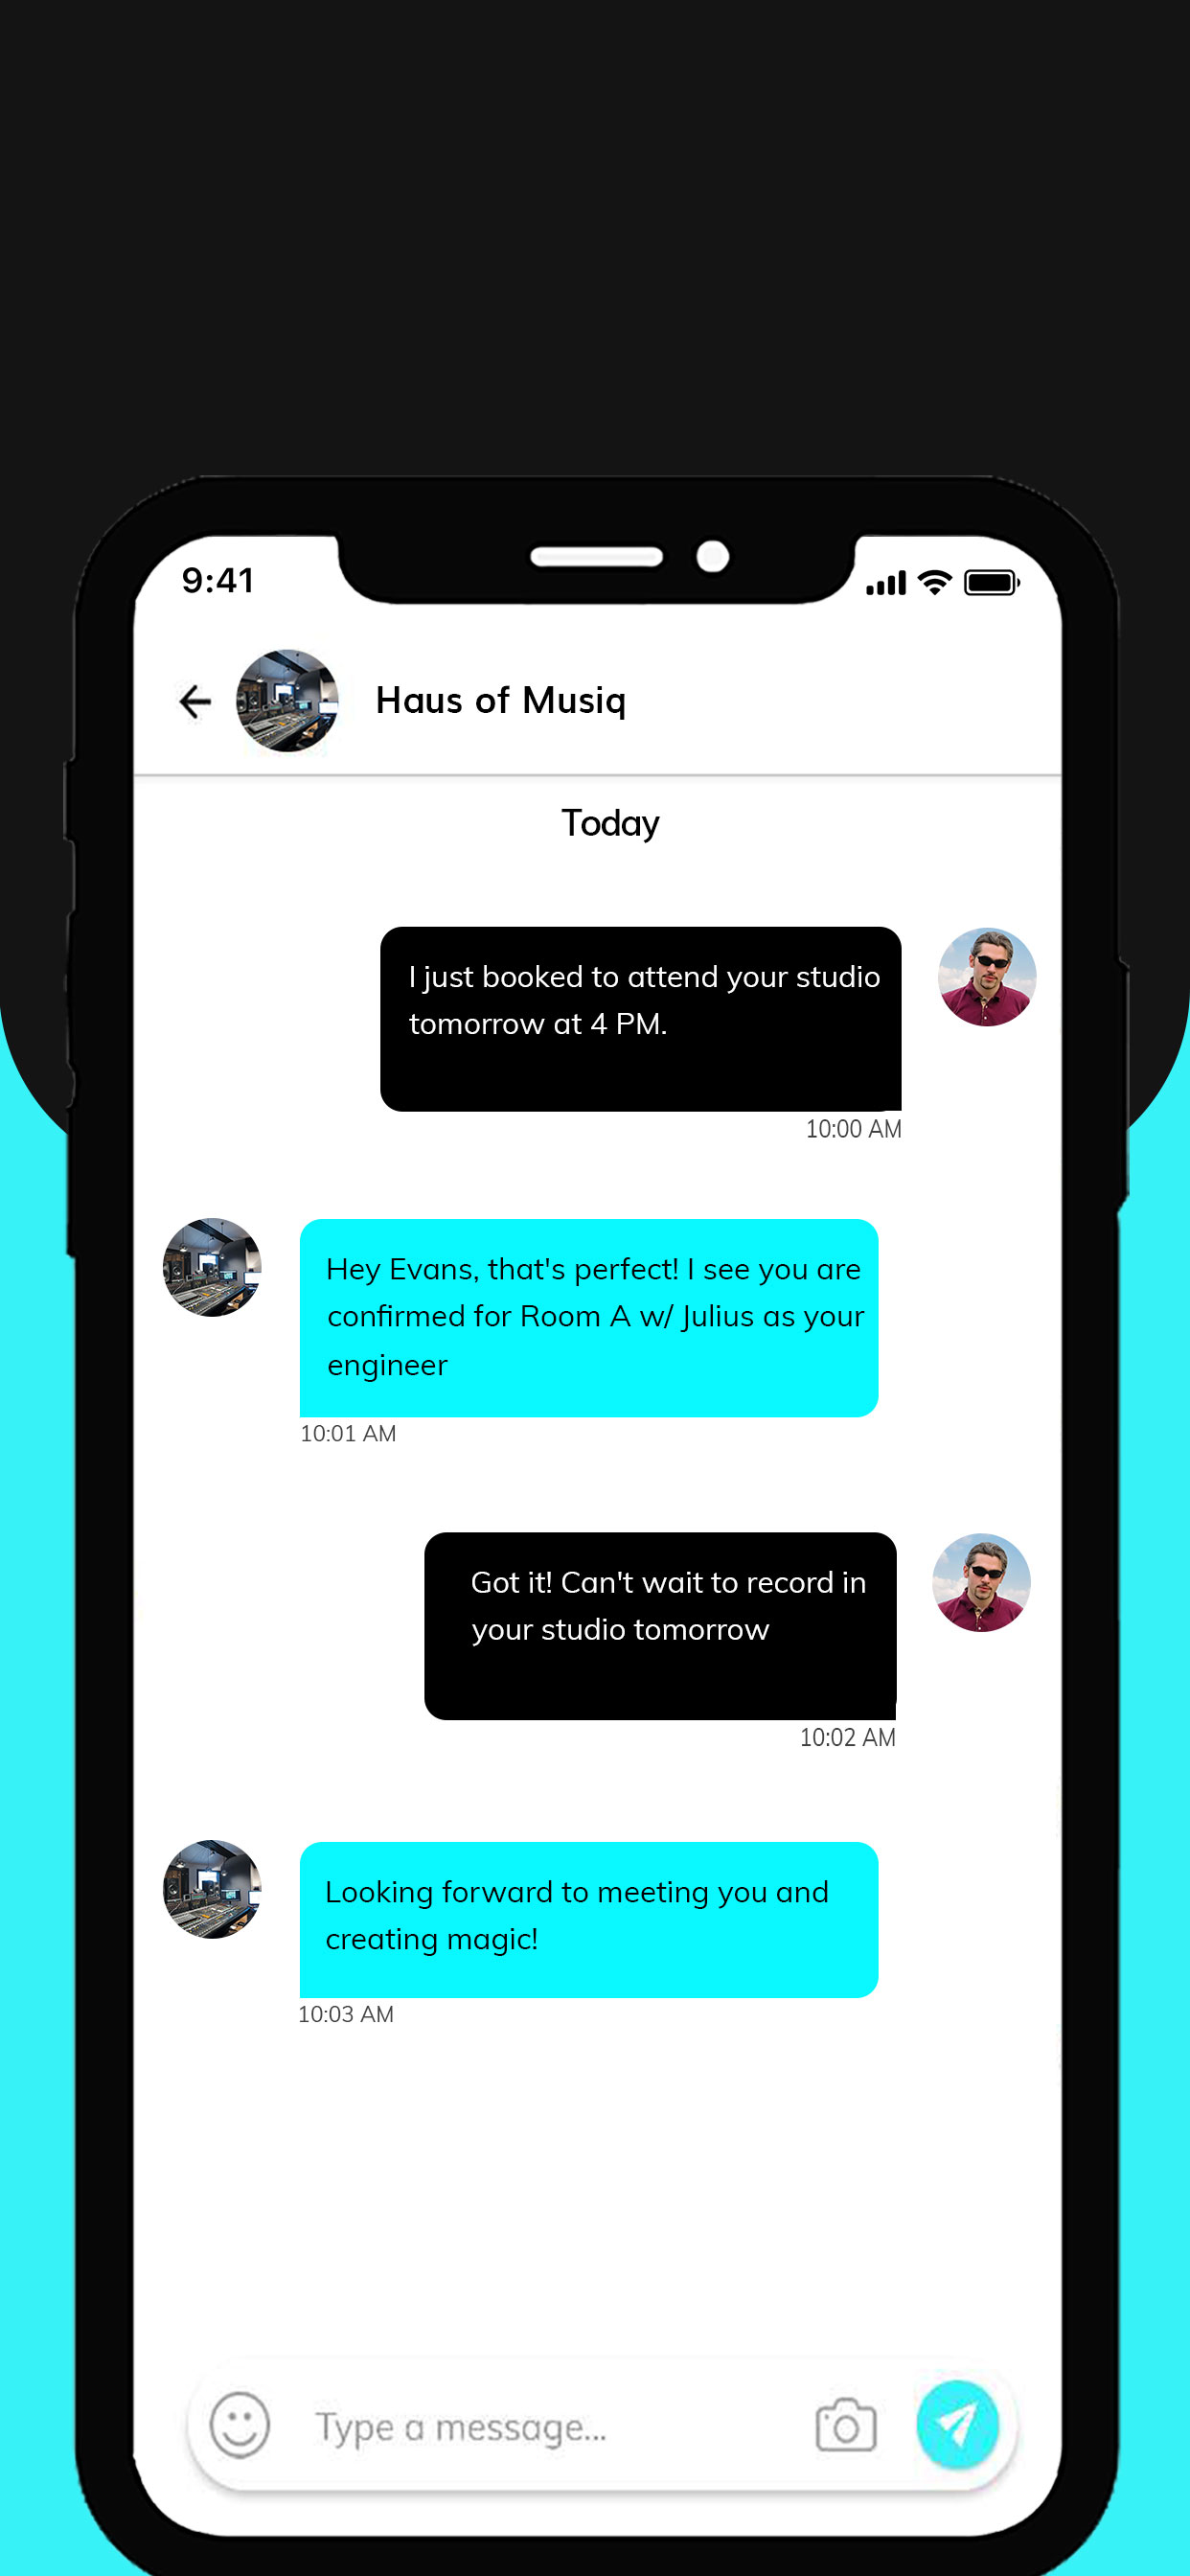 9:41
Haus of Musiq
Today
I just booked to attend your studio
tomorrow at 4 PM.
10:00 AM
Hey Evans, that's perfect! I see you are
confirmed for Room A w/ Julius as your
engineer
10:01 AM
Got it! Can't wait to record in
your studio tomorrow
10:02 AM
Looking forward to meeting you and
creating magic!
10:03 AM
Type a message...